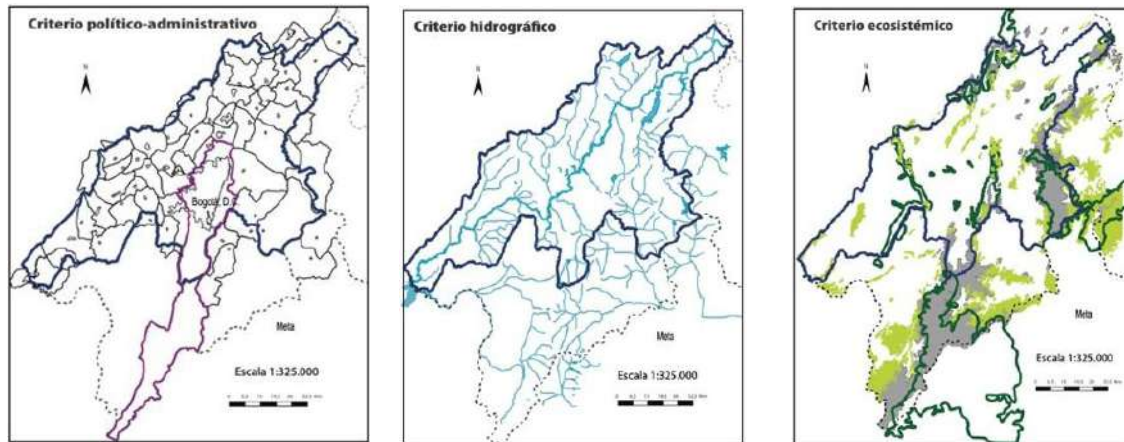 Criterio político-administrativo
N
Bogotá, D.
Meta
Escala 1:325.000
Criterio hidrográfico
N
Meta
Escala 1:325.000
Criterio ecosistémico
N
Meta
Escala 1:325.000